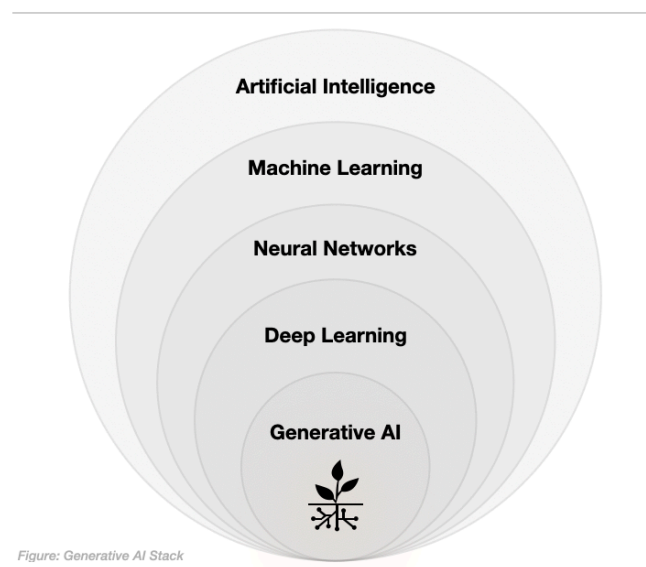 Artificial Intelligence
Machine Learning
Neural Networks
Deep Learning
Generative AI
Figure: Generative AI Stack